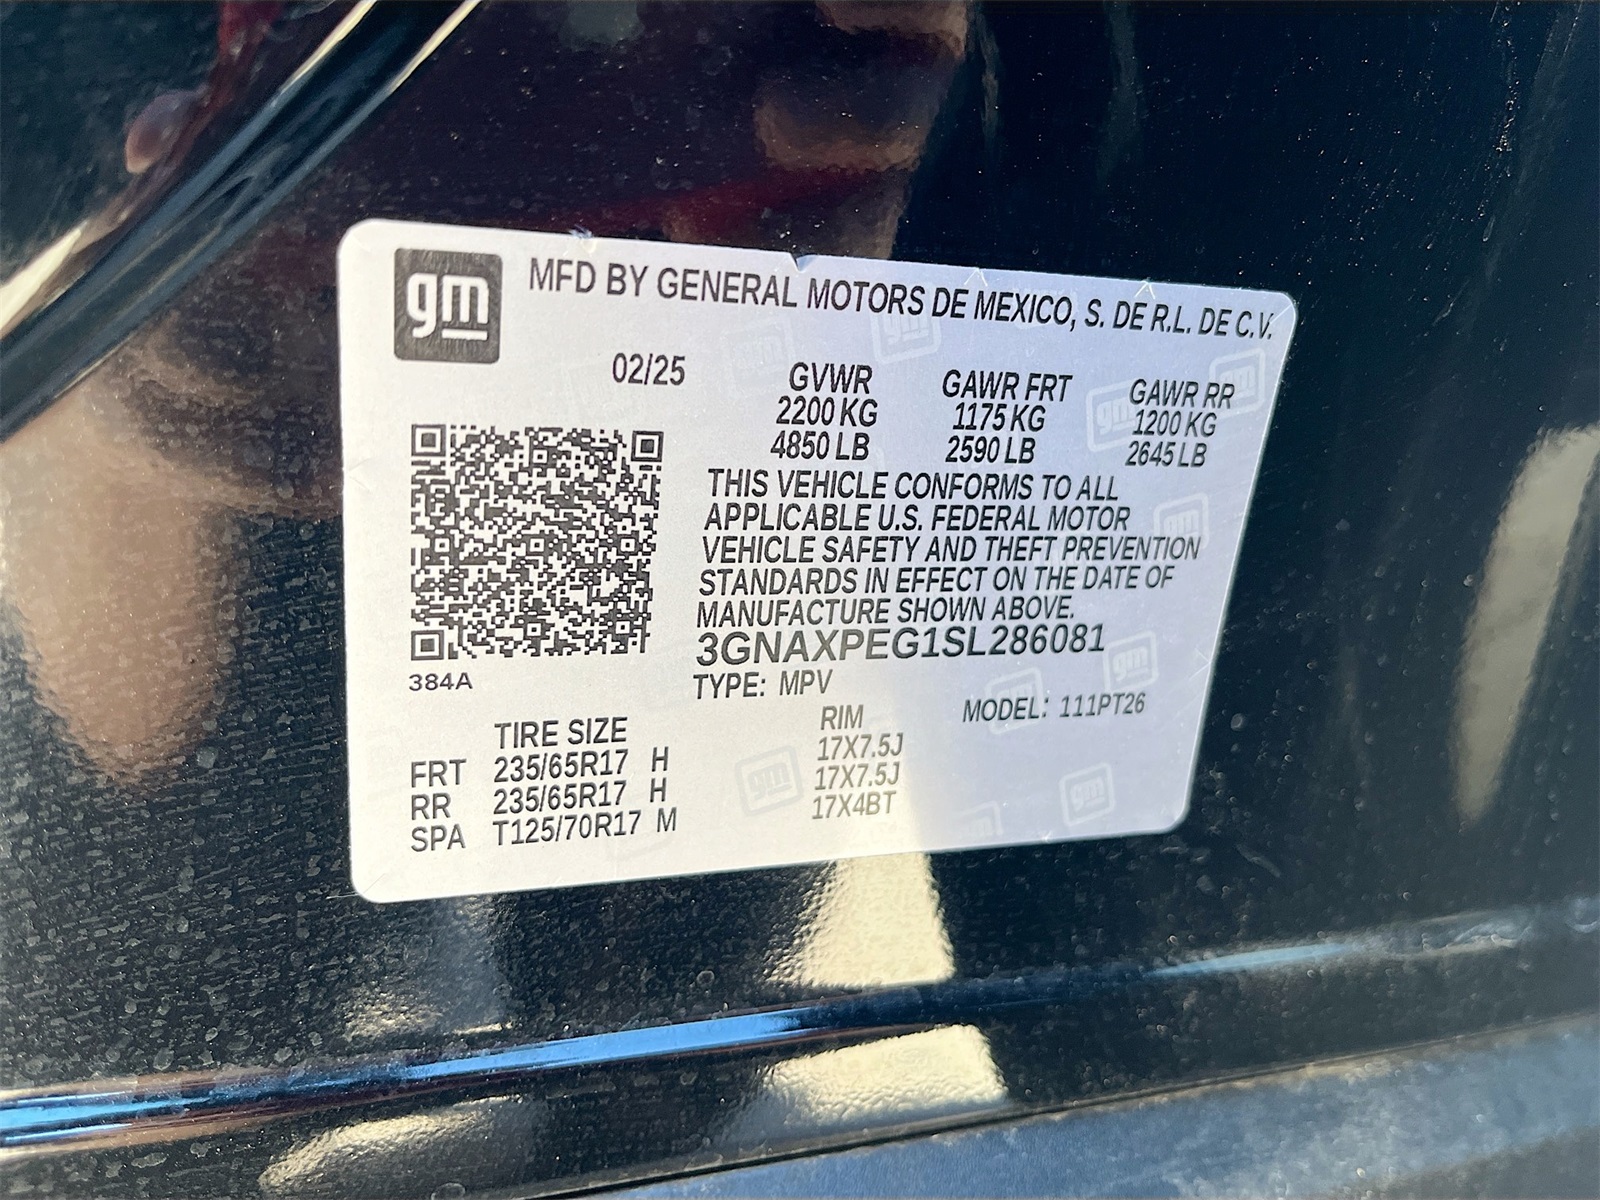 gm MFD BY GENERAL MOTORS DE MEXICO, S. DE R.L. DE C.V.
02/25 GVWR GAWR FRT GAWR RR
2200 KG 1175 KG 1200 KG
4850 LB 2590 LB 2645 LB
THIS VEHICLE CONFORMS TO ALL
APPLICABLE U.S. FEDERAL MOTOR
VEHICLE SAFETY AND THEFT PREVENTION
STANDARDS IN EFFECT ON THE DATE OF
MANUFACTURE SHOWN ABOVE.
3GNAXPEG1SL286081
384A
TYPE: MPV MODEL: 111PT26
TIRE SIZE RIM
FRT 235/65R17 H 17X7.5J
RR 235/65R17 H 17X7.5J
SPA T125/70R17 M 17X4BT